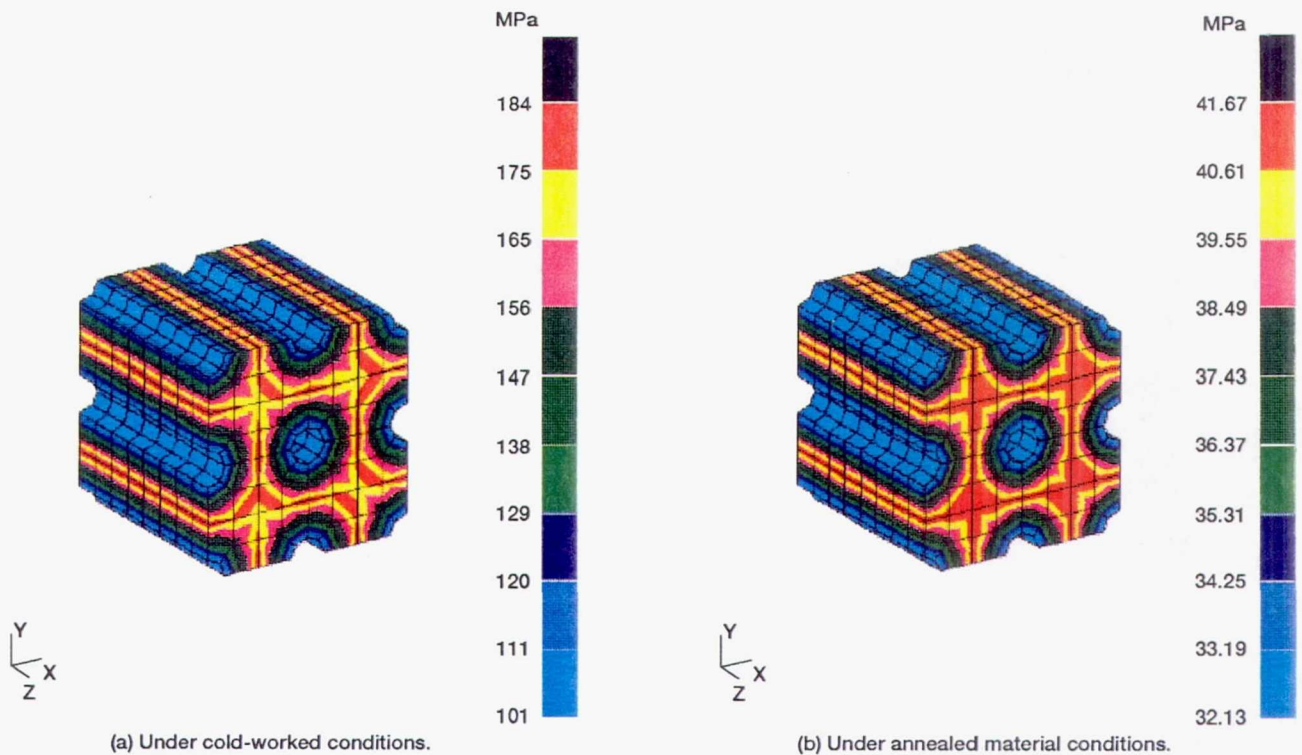 MPa
184
175
165
156
147
138
129
120
111
101
Y
X
Z
(a) Under cold-worked conditions.
MPa
41.67
40.61
39.55
38.49
37.43
36.37
35.31
34.25
33.19
32.13
Y
X
Z
(b) Under annealed material conditions.